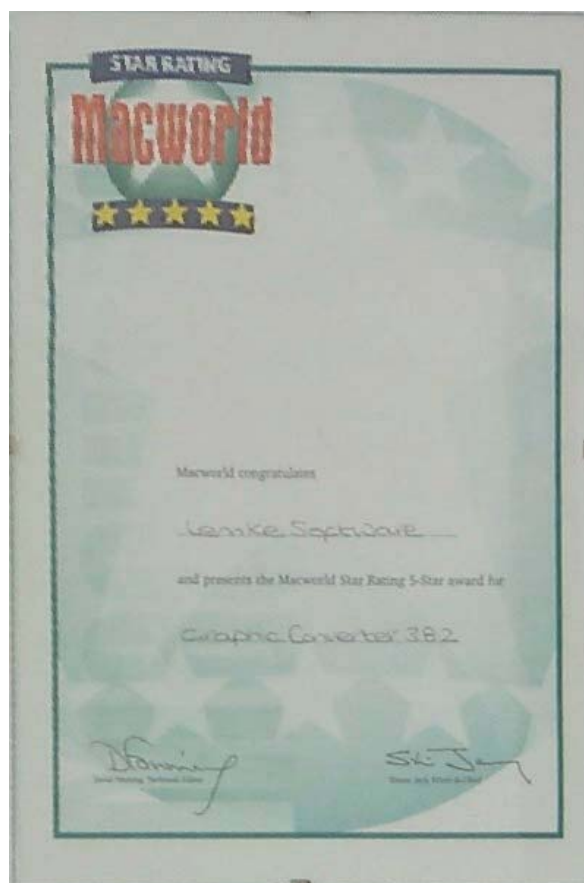 STAR RATING
Macworld
Macworld congratulates
Lemke Software
and presents the Macworld Star Rating 5-Star award for
Graphic Converter 3.8.2